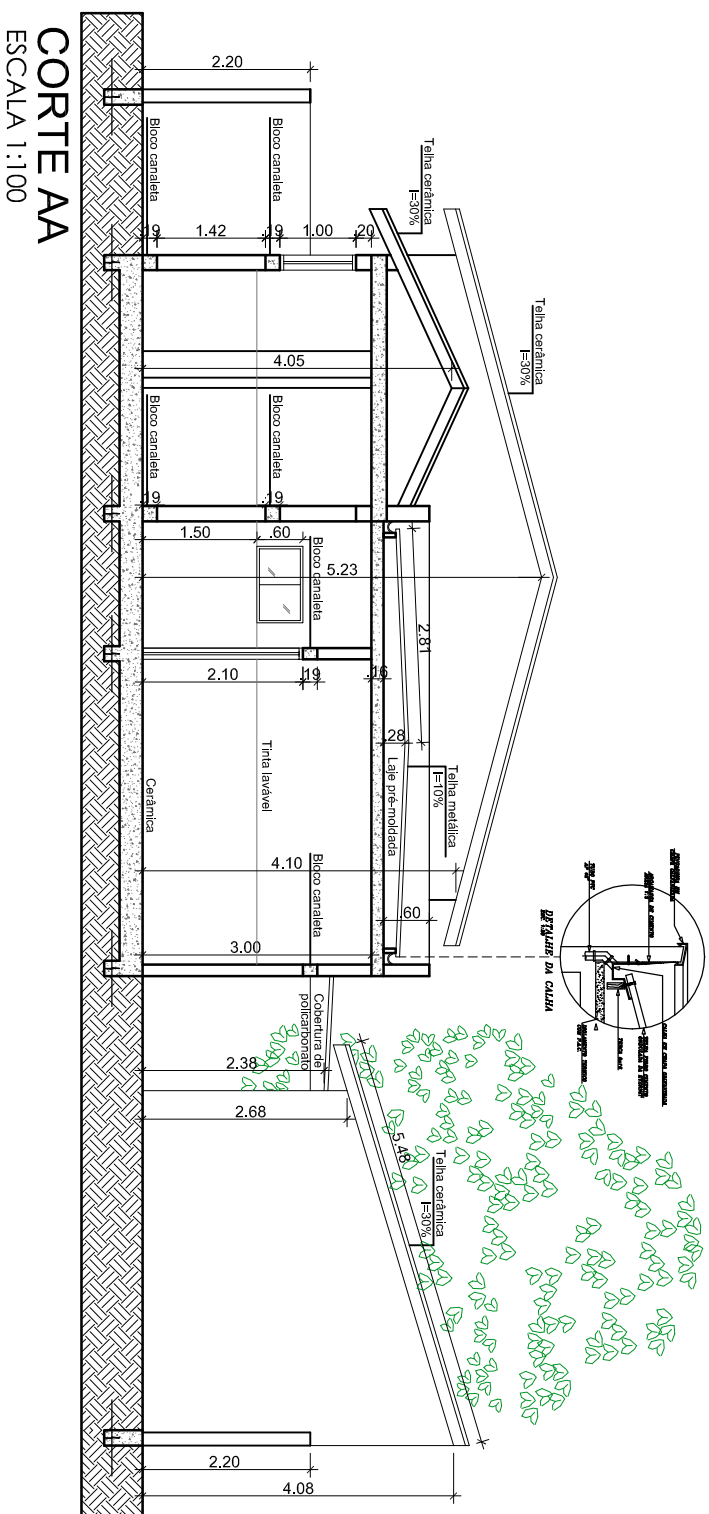 CORTE AA
ESCALA 1:100
2.20
Bloco canaleta
Bloco canaleta
.19
1.42
.19
1.00
.20
Telha cerâmica
I=30%
Telha cerâmica
I=30%
4.05
Bloco canaleta
Bloco canaleta
.19
.19
1.50
.60
Bloco canaleta
5.23
2.81
2.10
.19
.16
.28
Telha metálica
I=10%
Laje pré-moldada
Tinta lavável
Cerâmica
4.10
Bloco canaleta
.60
3.00
DETALHE DA CALHA
Cobertura de
policarbonato
2.38
2.68
5.48
Telha cerâmica
I=30%
2.20
4.08